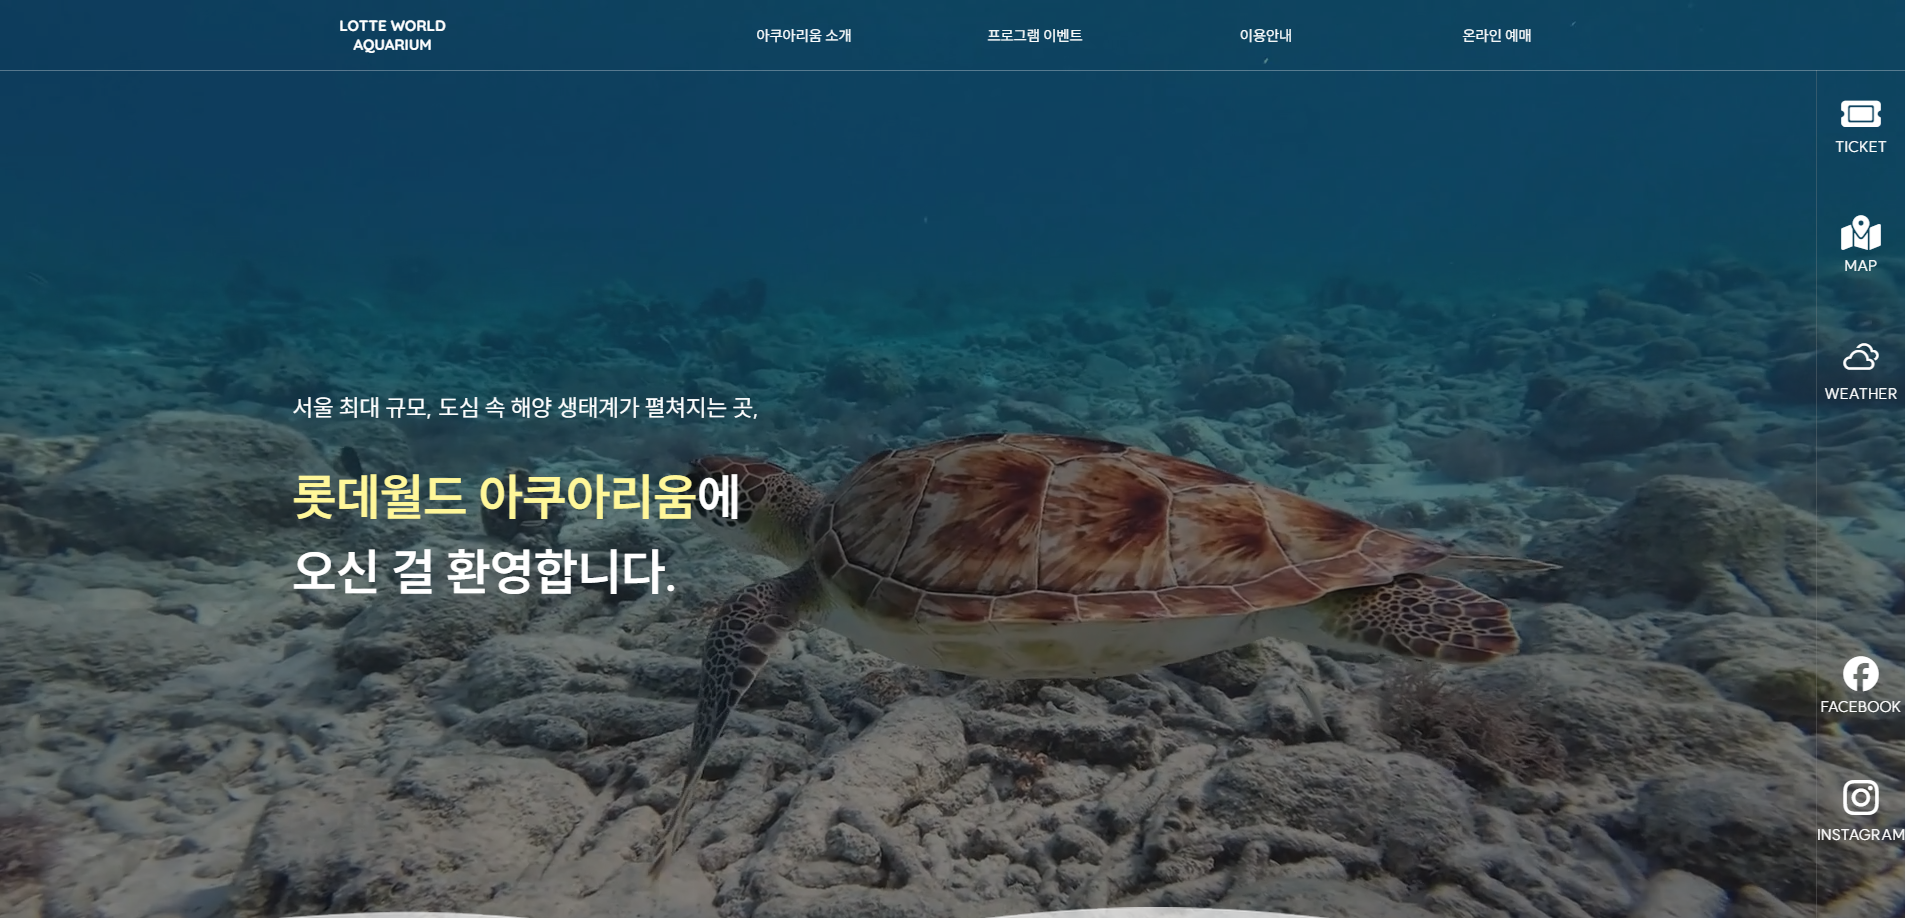 LOTTE WORLD
AQUARIUM
아쿠아리움 소개
프로그램 이벤트
이용안내
온라인 예매
TICKET
MAP
WEATHER
서울 최대 규모, 도심 속 해양 생태계가 펼쳐지는 곳,
롯데월드 아쿠아리움에
오신 걸 환영합니다.
FACEBOOK
INSTAGRAM